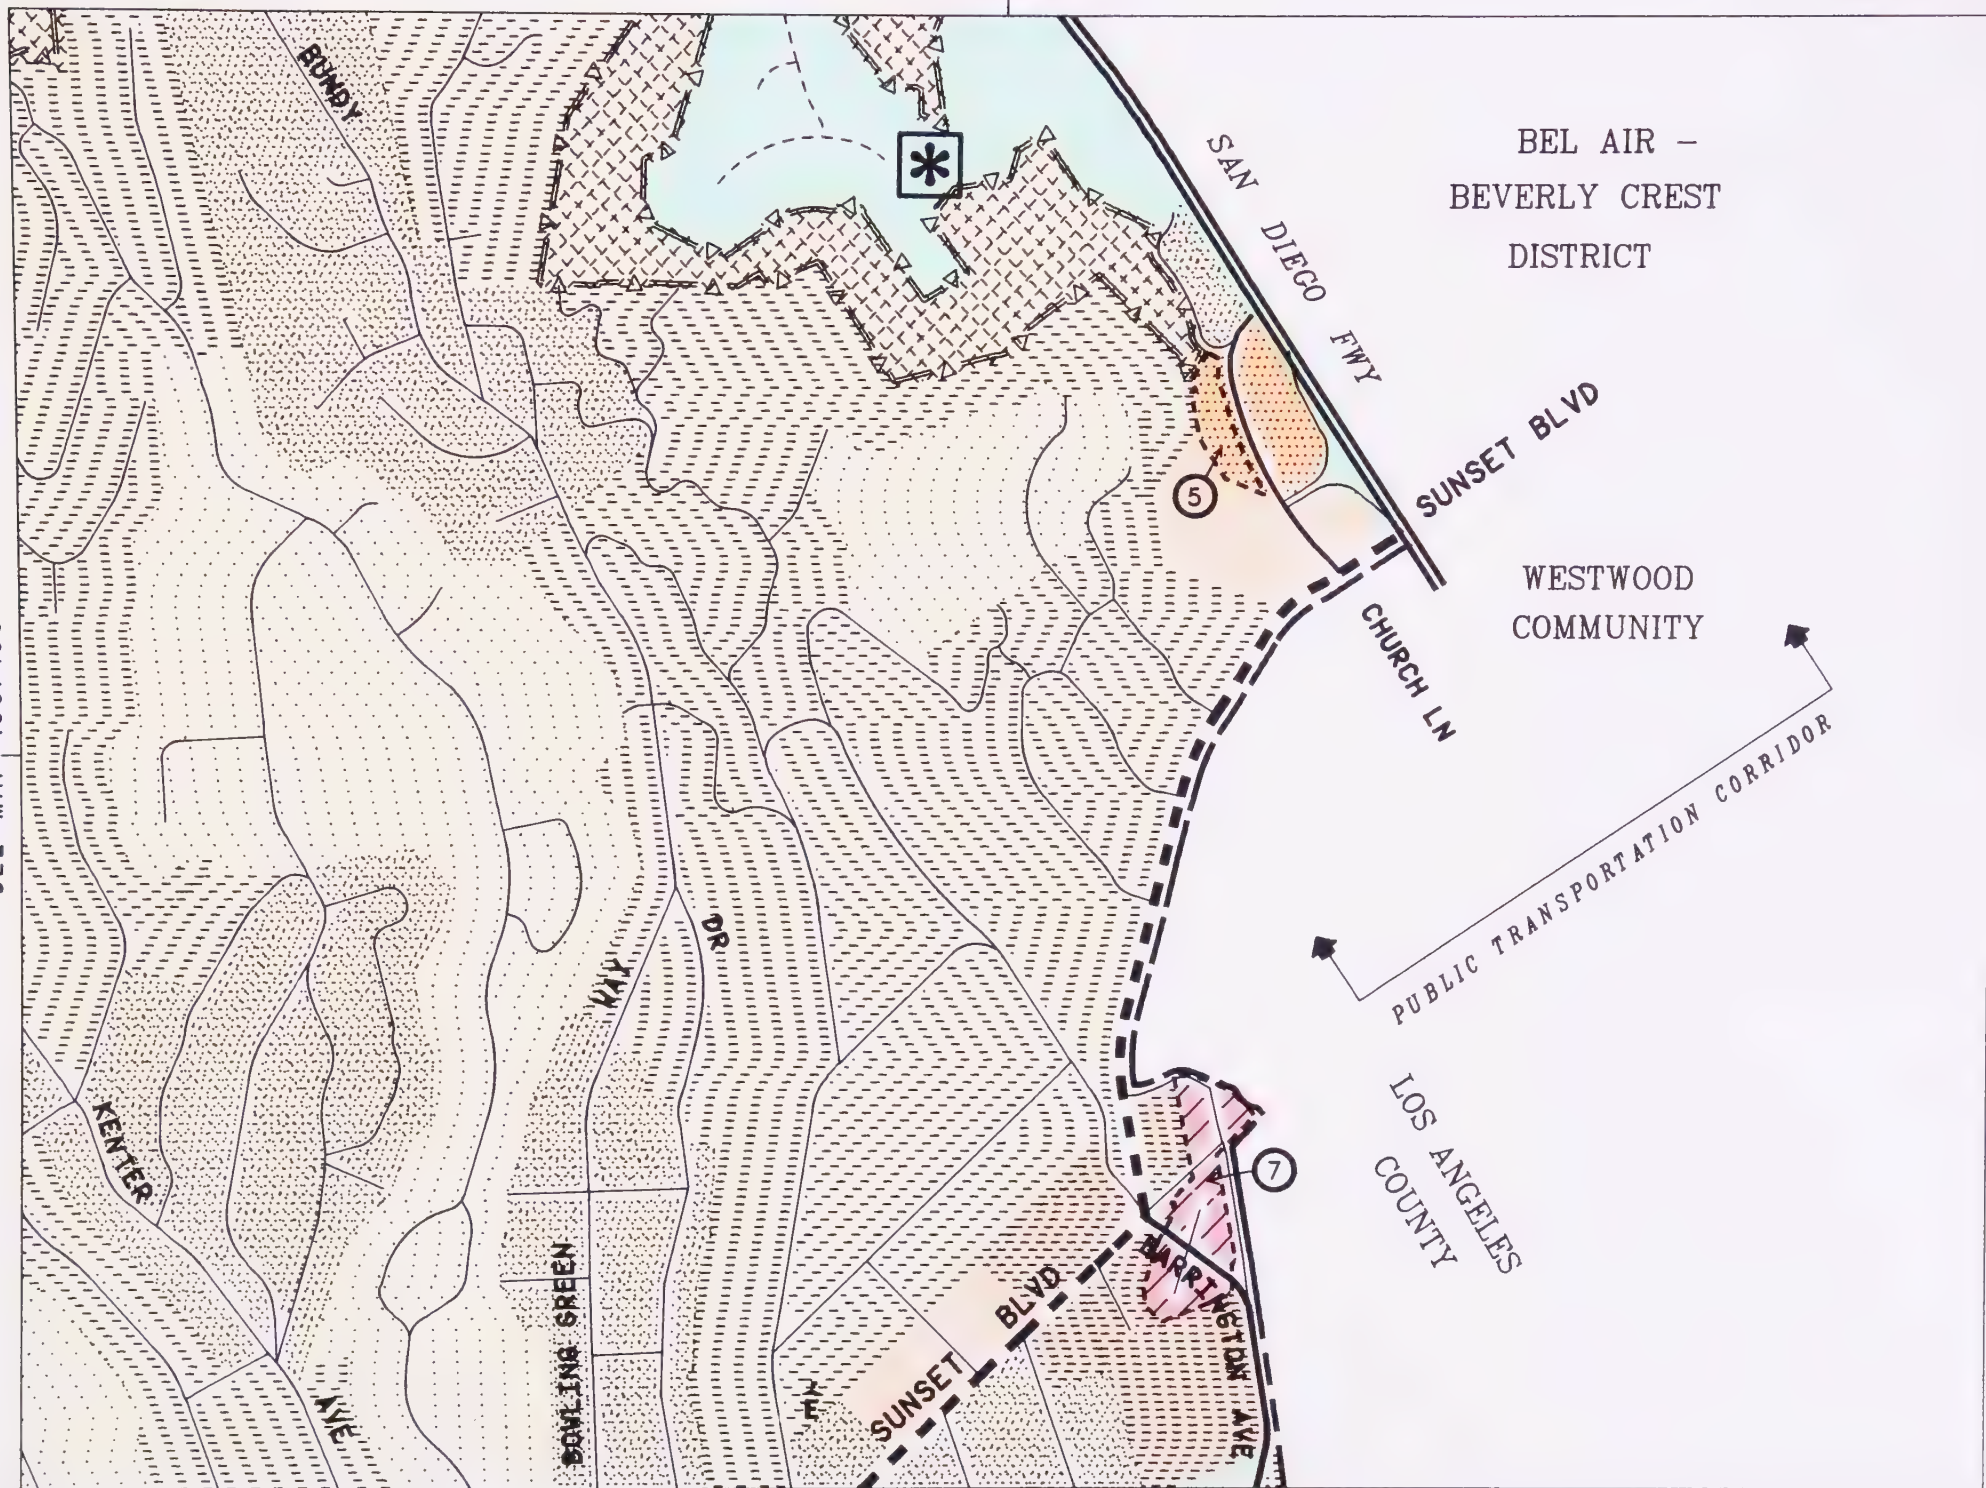 BUNDY
SAN DIEGO FWY
BEL AIR –
BEVERLY CREST
DISTRICT
SUNSET BLVD
5
WESTWOOD
COMMUNITY
CHURCH LN
PUBLIC TRANSPORTATION CORRIDOR
DR
WAY
KENTER
AVE
LOS ANGELES
COUNTY
7
BARRINGTON
AVE
BOWLING GREEN
SUNSET BLVD